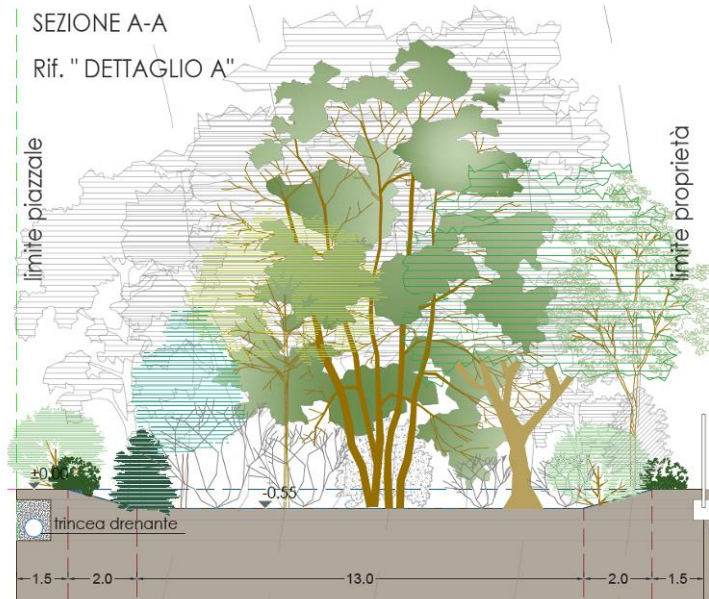 SEZIONE A-A
Rif. " DETTAGLIO A"
limite piazzale
limite proprietà
±0,00
-0.55
trincea drenante
1.5 2.0 13.0 2.0 1.5